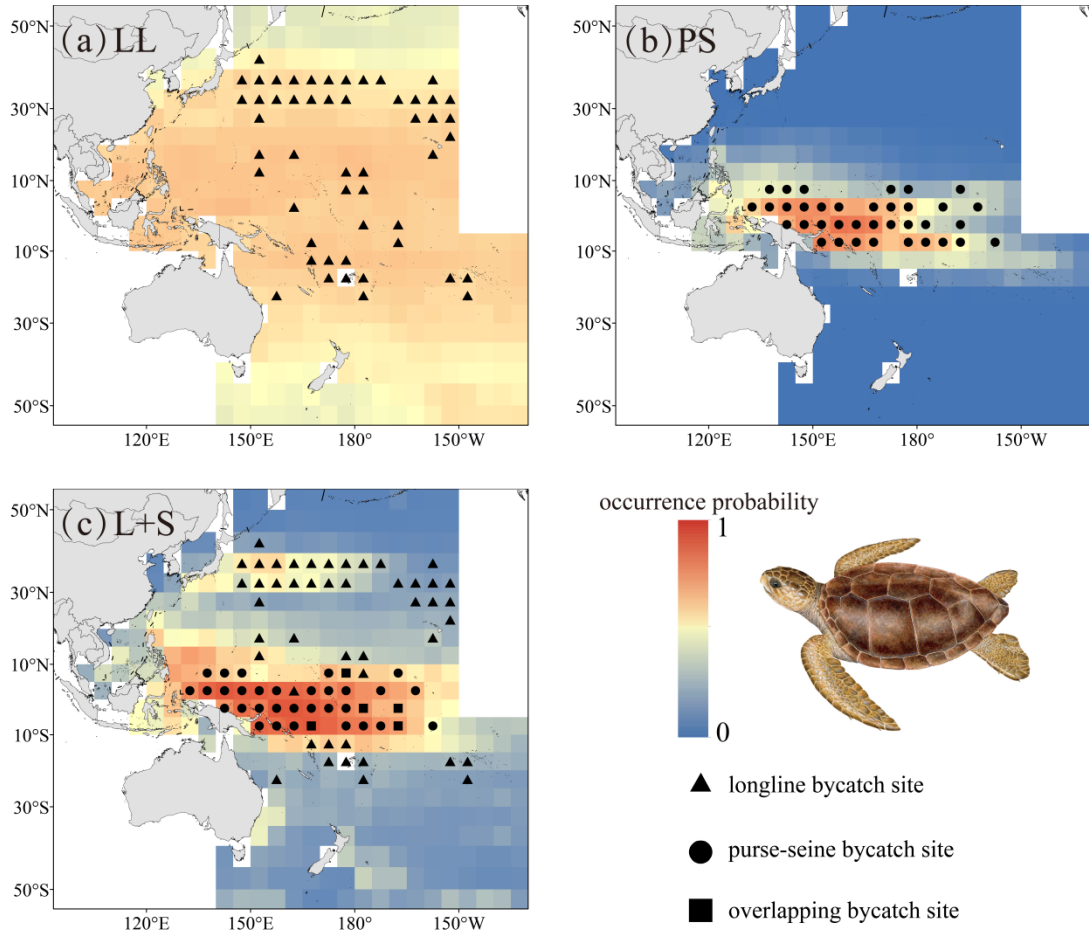 (a) LL
50°N
30°N
10°N
10°S
30°S
50°S
120°E
150°E
180°
150°W
(b) PS
50°N
30°N
10°N
10°S
30°S
50°S
120°E
150°E
180°
150°W
(c) L+S
50°N
30°N
10°N
10°S
30°S
50°S
120°E
150°E
180°
150°W
occurrence probability
1
0
longline bycatch site
purse-seine bycatch site
overlapping bycatch site